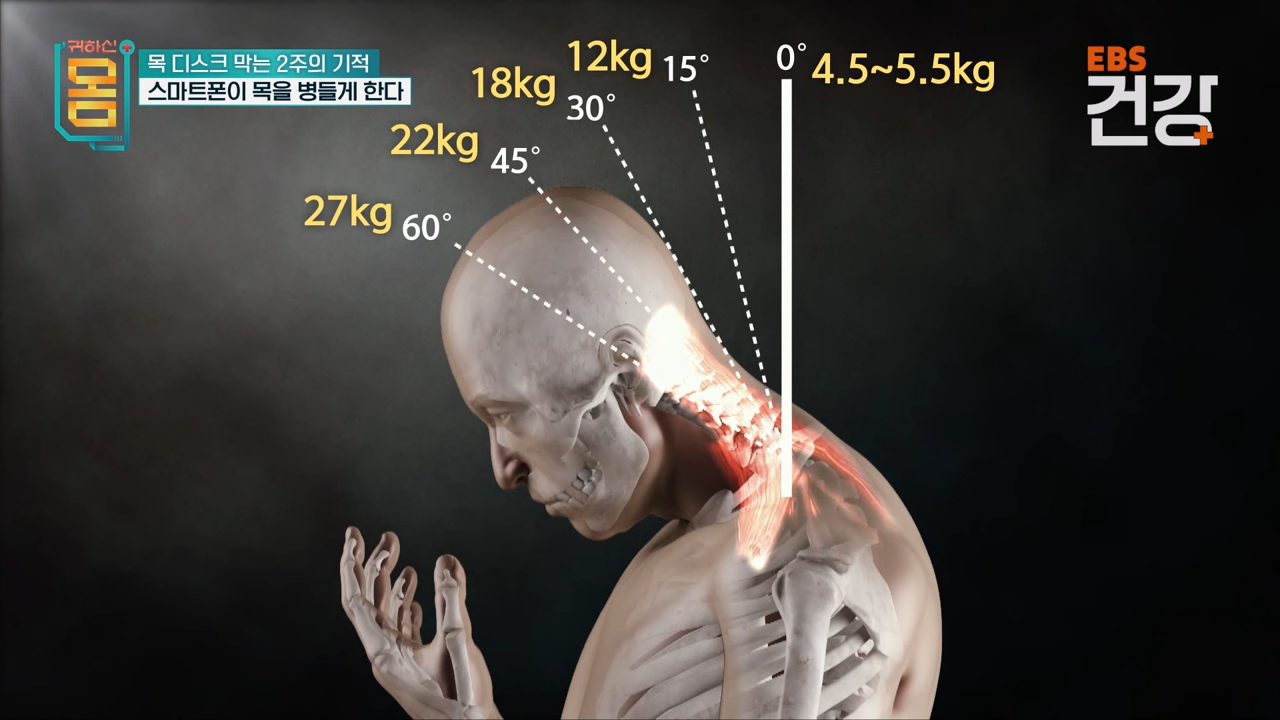 귀하신
몸
목 디스크 막는 2주의 기적
스마트폰이 목을 병들게 한다
12kg 15°
0° 4.5~5.5kg
18kg 30°
22kg 45°
27kg 60°
EBS
건강